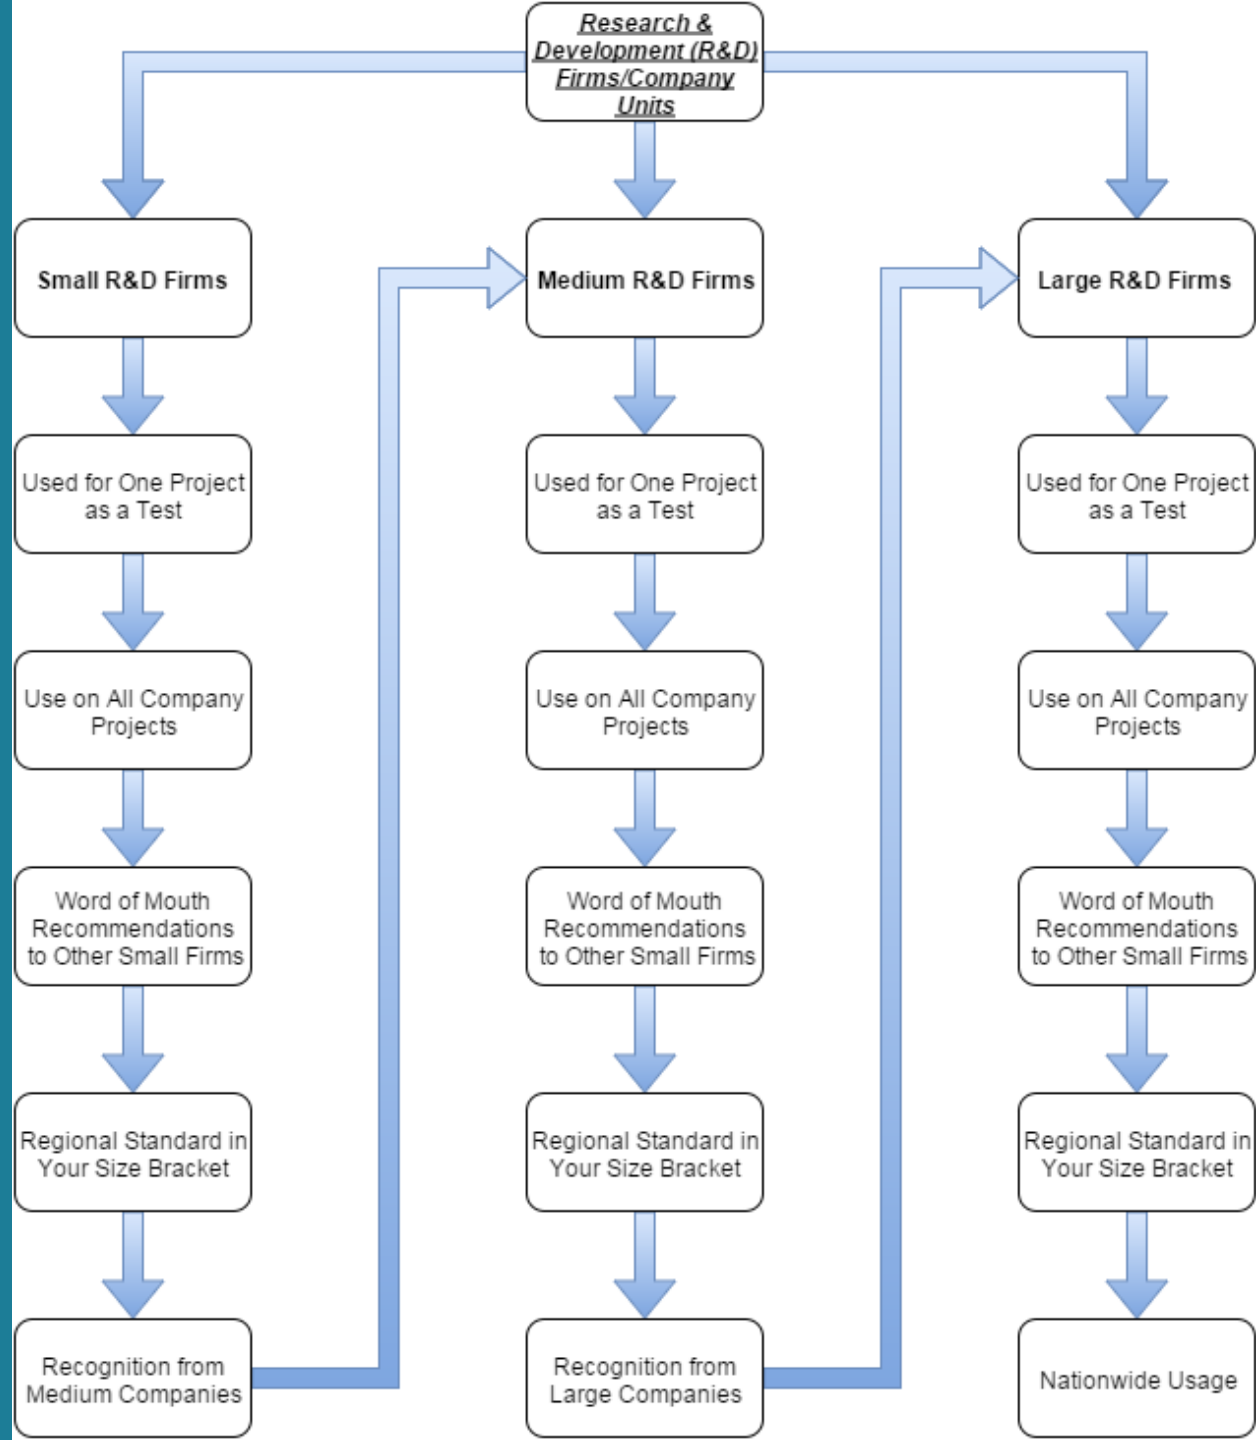 Research &
Development (R&D)
Firms/Company
Units
Small R&D Firms
Medium R&D Firms
Large R&D Firms
Used for One Project
as a Test
Used for One Project
as a Test
Used for One Project
as a Test
Use on All Company
Projects
Use on All Company
Projects
Use on All Company
Projects
Word of Mouth
Recommendations
to Other Small Firms
Word of Mouth
Recommendations
to Other Small Firms
Word of Mouth
Recommendations
to Other Small Firms
Regional Standard in
Your Size Bracket
Regional Standard in
Your Size Bracket
Regional Standard in
Your Size Bracket
Recognition from
Medium Companies
Recognition from
Large Companies
Nationwide Usage